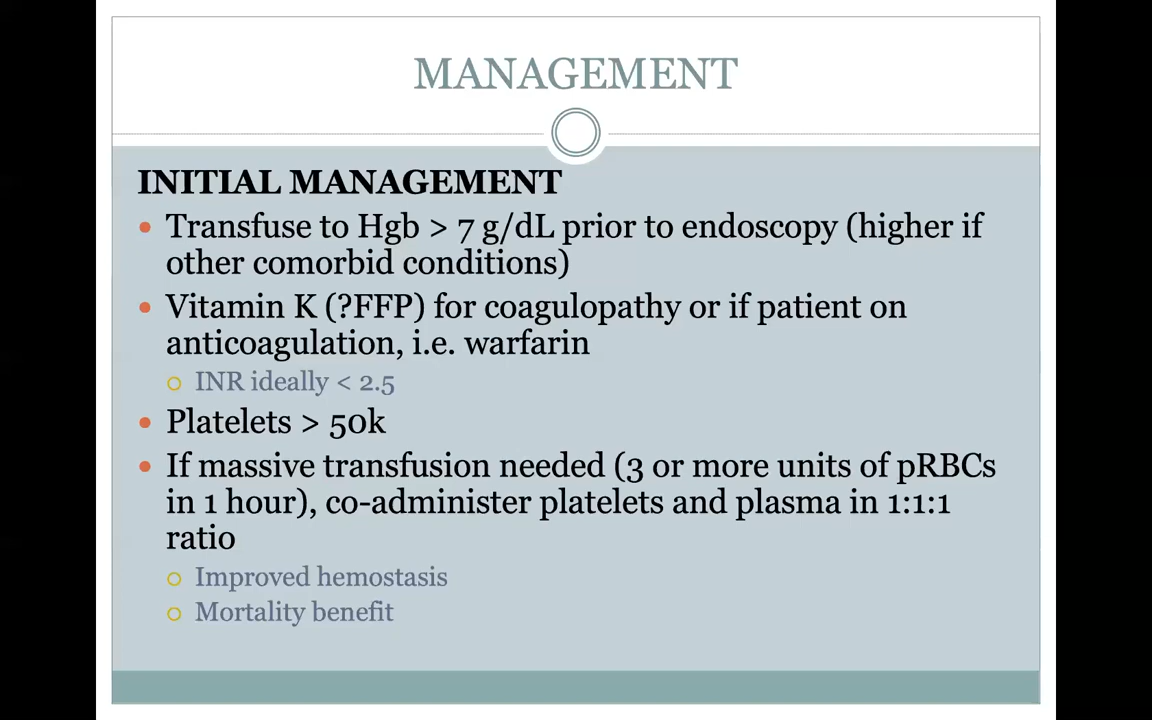 MANAGEMENT
INITIAL MANAGEMENT
• Transfuse to Hgb > 7 g/dL prior to endoscopy (higher if
other comorbid conditions)
• Vitamin K (?FFP) for coagulopathy or if patient on
anticoagulation, i.e. warfarin
○ INR ideally < 2.5
• Platelets > 50k
• If massive transfusion needed (3 or more units of pRBCs
in 1 hour), co-administer platelets and plasma in 1:1:1
ratio
○ Improved hemostasis
○ Mortality benefit